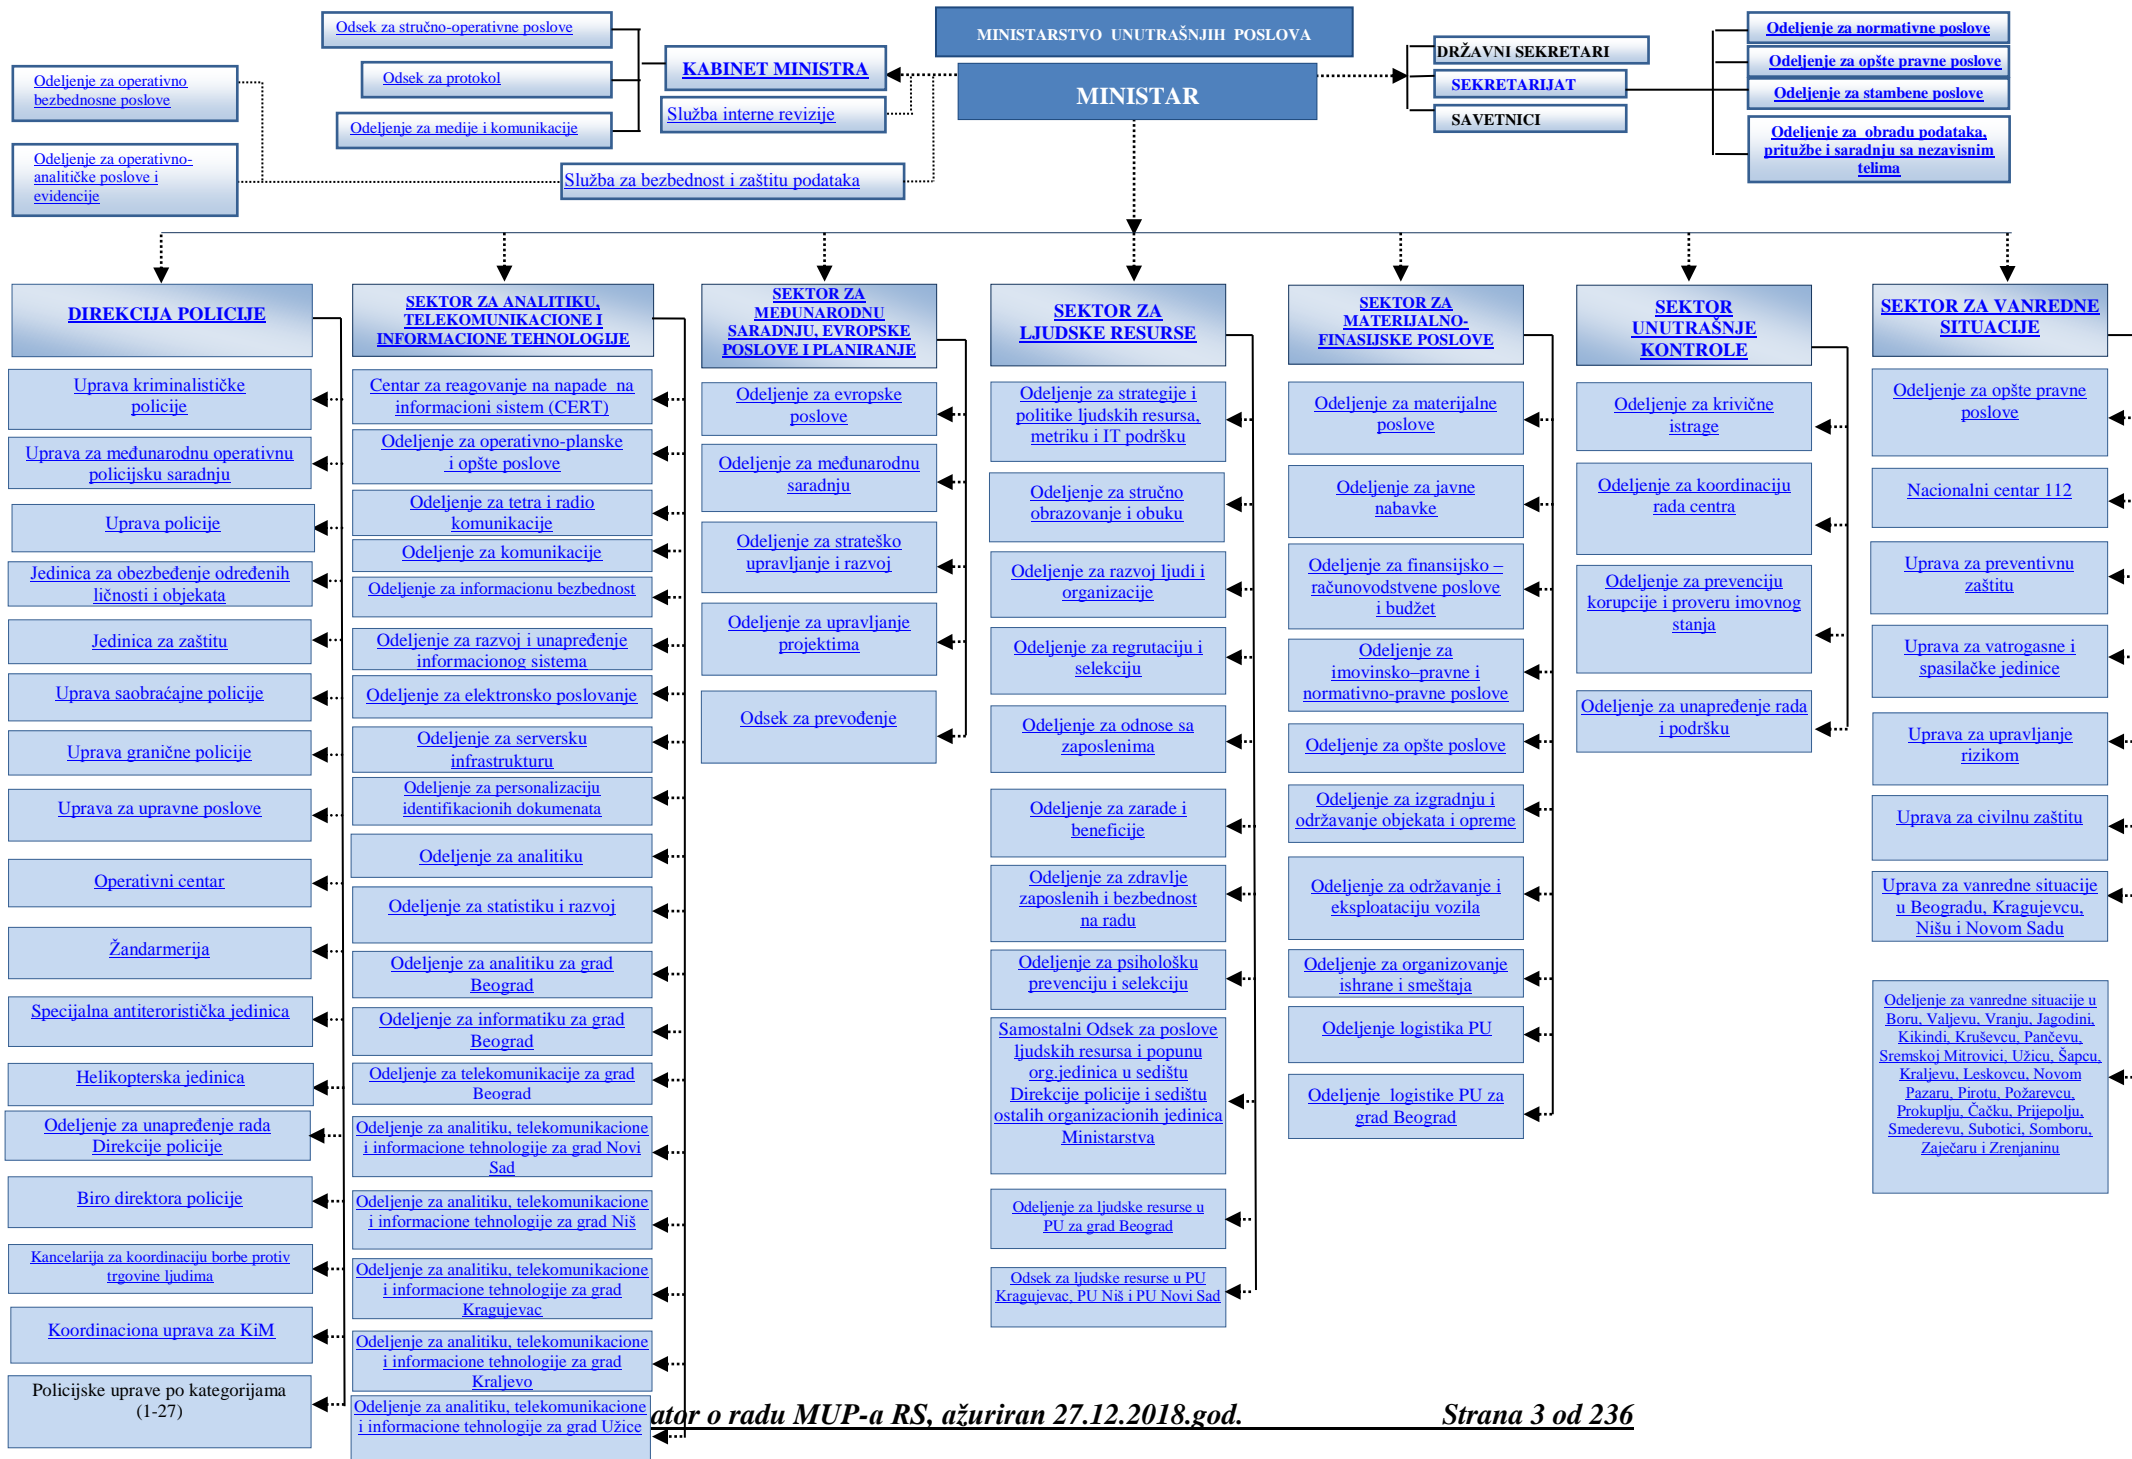 MINISTARSTVO UNUTRAŠNJIH POSLOVA
MINISTAR
Odsek za stručno-operativne poslove
Odsek za protokol
Odeljenje za medije i komunikacije
KABINET MINISTRA
Služba interne revizije
Služba za bezbednost i zaštitu podataka
Odeljenje za operativno
bezbednosne poslove
Odeljenje za operativno-
analitičke poslove i
evidencije
DRŽAVNI SEKRETARI
SEKRETARIJAT
SAVETNICI
Odeljenje za normativne poslove
Odeljenje za opšte pravne poslove
Odeljenje za stambene poslove
Odeljenje za obradu podataka,
pritužbe i saradnju sa nezavisnim
telima
DIREKCIJA POLICIJE
Uprava kriminalističke
policije
Uprava za međunarodnu operativnu
policijsku saradnju
Uprava policije
Jedinica za obezbeđenje određenih
ličnosti i objekata
Jedinica za zaštitu
Uprava saobraćajne policije
Uprava granične policije
Uprava za upravne poslove
Operativni centar
Žandarmerija
Specijalna antiteroristička jedinica
Helikopterska jedinica
Odeljenje za unapređenje rada
Direkcije policije
Biro direktora policije
Kancelarija za koordinaciju borbe protiv
trgovine ljudima
Koordinaciona uprava za KiM
Policijske uprave po kategorijama
(1-27)
SEKTOR ZA ANALITIKU,
TELEKOMUNIKACIONE I
INFORMACIONE TEHNOLOGIJE
Centar za reagovanje na napade na
informacioni sistem (CERT)
Odeljenje za operativno-planske
i opšte poslove
Odeljenje za tetra i radio
komunikacije
Odeljenje za komunikacije
Odeljenje za informacionu bezbednost
Odeljenje za razvoj i unapređenje
informacionog sistema
Odeljenje za elektronsko poslovanje
Odeljenje za serversku
infrastrukturu
Odeljenje za personalizaciju
identifikacionih dokumenata
Odeljenje za analitiku
Odeljenje za statistiku i razvoj
Odeljenje za analitiku za grad
Beograd
Odeljenje za informatiku za grad
Beograd
Odeljenje za telekomunikacije za grad
Beograd
Odeljenje za analitiku, telekomunikacione
i informacione tehnologije za grad Novi
Sad
Odeljenje za analitiku, telekomunikacione
i informacione tehnologije za grad Niš
Odeljenje za analitiku, telekomunikacione
i informacione tehnologije za grad
Kragujevac
Odeljenje za analitiku, telekomunikacione
i informacione tehnologije za grad
Kraljevo
Odeljenje za analitiku, telekomunikacione
i informacione tehnologije za grad Užice
SEKTOR ZA
MEĐUNARODNU
SARADNJU, EVROPSKE
POSLOVE I PLANIRANJE
Odeljenje za evropske
poslove
Odeljenje za međunarodnu
saradnju
Odeljenje za strateško
upravljanje i razvoj
Odeljenje za upravljanje
projektima
Odsek za prevođenje
SEKTOR ZA
LJUDSKE RESURSE
Odeljenje za strategije i
politike ljudskih resursa,
metriku i IT podršku
Odeljenje za stručno
obrazovanje i obuku
Odeljenje za razvoj ljudi i
organizacije
Odeljenje za regrutaciju i
selekciju
Odeljenje za odnose sa
zaposlenima
Odeljenje za zarade i
beneficije
Odeljenje za zdravlje
zaposlenih i bezbednost
na radu
Odeljenje za psihološku
prevenciju i selekciju
Samostalni Odsek za poslove
ljudskih resursa i popunu
org.jedinica u sedištu
Direkcije policije i sedištu
ostalih organizacionih jedinica
Ministarstva
Odeljenje za ljudske resurse u
PU za grad Beograd
Odsek za ljudske resurse u PU
Kragujevac, PU Niš i PU Novi Sad
SEKTOR ZA
MATERIJALNO-
FINASIJSKE POSLOVE
Odeljenje za materijalne
poslove
Odeljenje za javne
nabavke
Odeljenje za finansijsko –
računovodstvene poslove
i budžet
Odeljenje za
imovinsko–pravne i
normativno-pravne poslove
Odeljenje za opšte poslove
Odeljenje za izgradnju i
održavanje objekata i opreme
Odeljenje za održavanje i
eksploataciju vozila
Odeljenje za organizovanje
ishrane i smeštaja
Odeljenje logistika PU
Odeljenje logistike PU za
grad Beograd
SEKTOR
UNUTRAŠNJE
KONTROLE
Odeljenje za krivične
istrage
Odeljenje za koordinaciju
rada centra
Odeljenje za prevenciju
korupcije i proveru imovnog
stanja
Odeljenje za unapređenje rada
i podršku
SEKTOR ZA VANREDNE
SITUACIJE
Odeljenje za opšte pravne
poslove
Nacionalni centar 112
Uprava za preventivnu
zaštitu
Uprava za vatrogasne i
spasilačke jedinice
Uprava za upravljanje
rizikom
Uprava za civilnu zaštitu
Uprava za vanredne situacije
u Beogradu, Kragujevcu,
Nišu i Novom Sadu
Odeljenje za vanredne situacije u
Boru, Valjevu, Vranju, Jagodini,
Kikindi, Kruševcu, Pančevu,
Sremskoj Mitrovici, Užicu, Šapcu,
Kraljevu, Leskovcu, Novom
Pazaru, Pirotu, Požarevcu,
Prokuplju, Čačku, Prijepolju,
Smederevu, Subotici, Somboru,
Zaječaru i Zrenjaninu
ator o radu MUP-a RS, ažuriran 27.12.2018.god. Strana 3 od 236